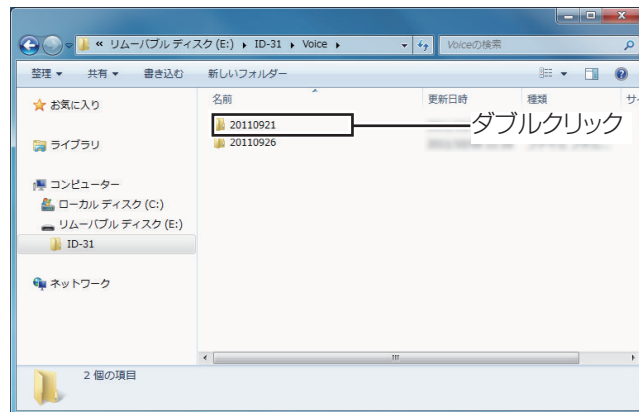 « リムーバブル ディスク (E:) ▸ ID-31 ▸ Voice ▸
Voiceの検索
整理 ▼ 共有 ▼ 書き込む 新しいフォルダー
お気に入り
ライブラリ
コンピューター
ローカル ディスク (C:)
リムーバブル ディスク (E:)
ID-31
ネットワーク
名前 更新日時 種類 サ
20110921
ダブルクリック
20110926
2 個の項目